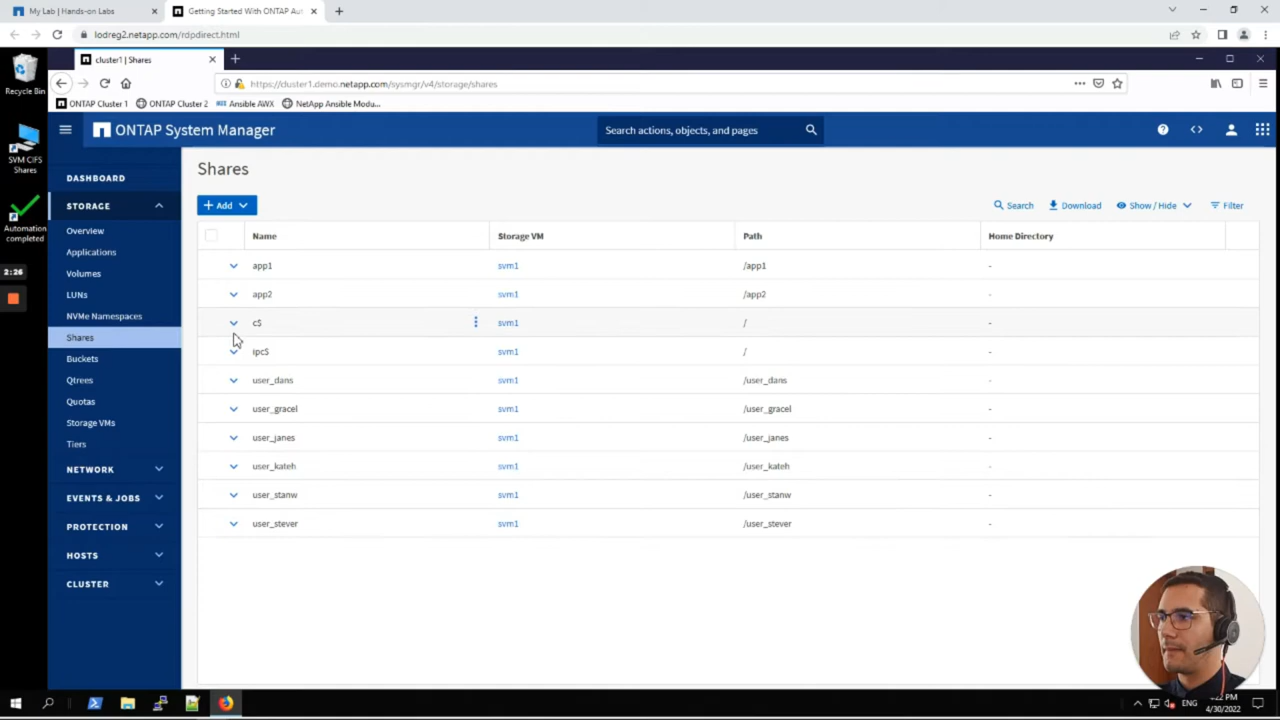 My Lab | Hands-on Labs
Getting Started With ONTAP Au
lodreg2.netapp.com/rdpdirect.html
Recycle Bin
cluster1 | Shares
https://cluster1.demo.netapp.com/sysmgr/v4/storage/shares
ONTAP Cluster 1 ONTAP Cluster 2 Ansible AWX NetApp Ansible Modu...
ONTAP System Manager
Search actions, objects, and pages
SVM CIFS
Shares
Automation
completed
2:26
DASHBOARD
STORAGE
Overview
Applications
Volumes
LUNs
NVMe Namespaces
Shares
Buckets
Qtrees
Quotas
Storage VMs
Tiers
NETWORK
EVENTS & JOBS
PROTECTION
HOSTS
CLUSTER
Shares
+ Add
Search Download Show / Hide Filter
Name Storage VM Path Home Directory
app1 svm1 /app1 -
app2 svm1 /app2 -
c$ svm1 / -
ipc$ svm1 / -
user_dans svm1 /user_dans -
user_gracel svm1 /user_gracel -
user_janes svm1 /user_janes -
user_kateh svm1 /user_kateh -
user_stanw svm1 /user_stanw -
user_stever svm1 /user_stever -
ENG
:22 PM
4/30/2022